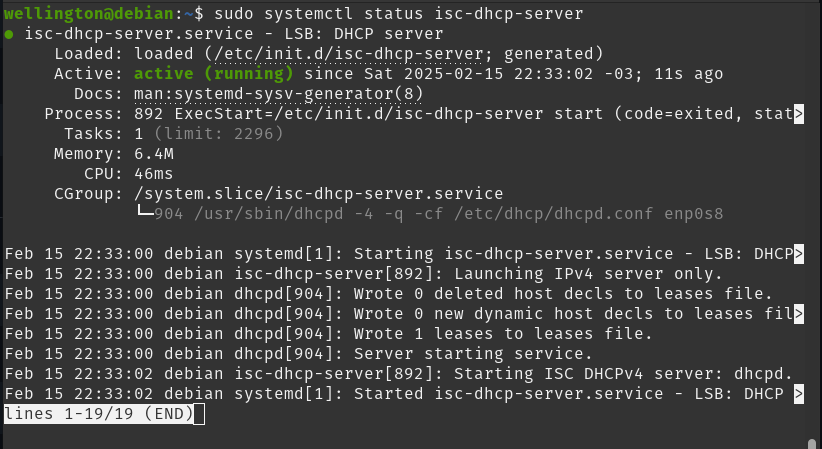 wellington@debian:~$ sudo systemctl status isc-dhcp-server
● isc-dhcp-server.service - LSB: DHCP server
     Loaded: loaded (/etc/init.d/isc-dhcp-server; generated)
     Active: active (running) since Sat 2025-02-15 22:33:02 -03; 11s ago
       Docs: man:systemd-sysv-generator(8)
    Process: 892 ExecStart=/etc/init.d/isc-dhcp-server start (code=exited, stat>
      Tasks: 1 (limit: 2296)
     Memory: 6.4M
        CPU: 46ms
     CGroup: /system.slice/isc-dhcp-server.service
             └─904 /usr/sbin/dhcpd -4 -q -cf /etc/dhcp/dhcpd.conf enp0s8

Feb 15 22:33:00 debian systemd[1]: Starting isc-dhcp-server.service - LSB: DHCP>
Feb 15 22:33:00 debian isc-dhcp-server[892]: Launching IPv4 server only.
Feb 15 22:33:00 debian dhcpd[904]: Wrote 0 deleted host decls to leases file.
Feb 15 22:33:00 debian dhcpd[904]: Wrote 0 new dynamic host decls to leases fil>
Feb 15 22:33:00 debian dhcpd[904]: Wrote 1 leases to leases file.
Feb 15 22:33:00 debian dhcpd[904]: Server starting service.
Feb 15 22:33:02 debian isc-dhcp-server[892]: Starting ISC DHCPv4 server: dhcpd.
Feb 15 22:33:02 debian systemd[1]: Started isc-dhcp-server.service - LSB: DHCP >
lines 1-19/19 (END)